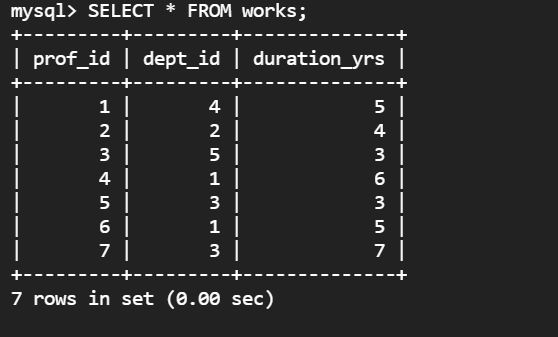 mysql> SELECT * FROM works;
+---------+---------+--------------+
| prof_id | dept_id | duration_yrs |
+---------+---------+--------------+
|       1 |       4 |            5 |
|       2 |       2 |            4 |
|       3 |       5 |            3 |
|       4 |       1 |            6 |
|       5 |       3 |            3 |
|       6 |       1 |            5 |
|       7 |       3 |            7 |
+---------+---------+--------------+
7 rows in set (0.00 sec)